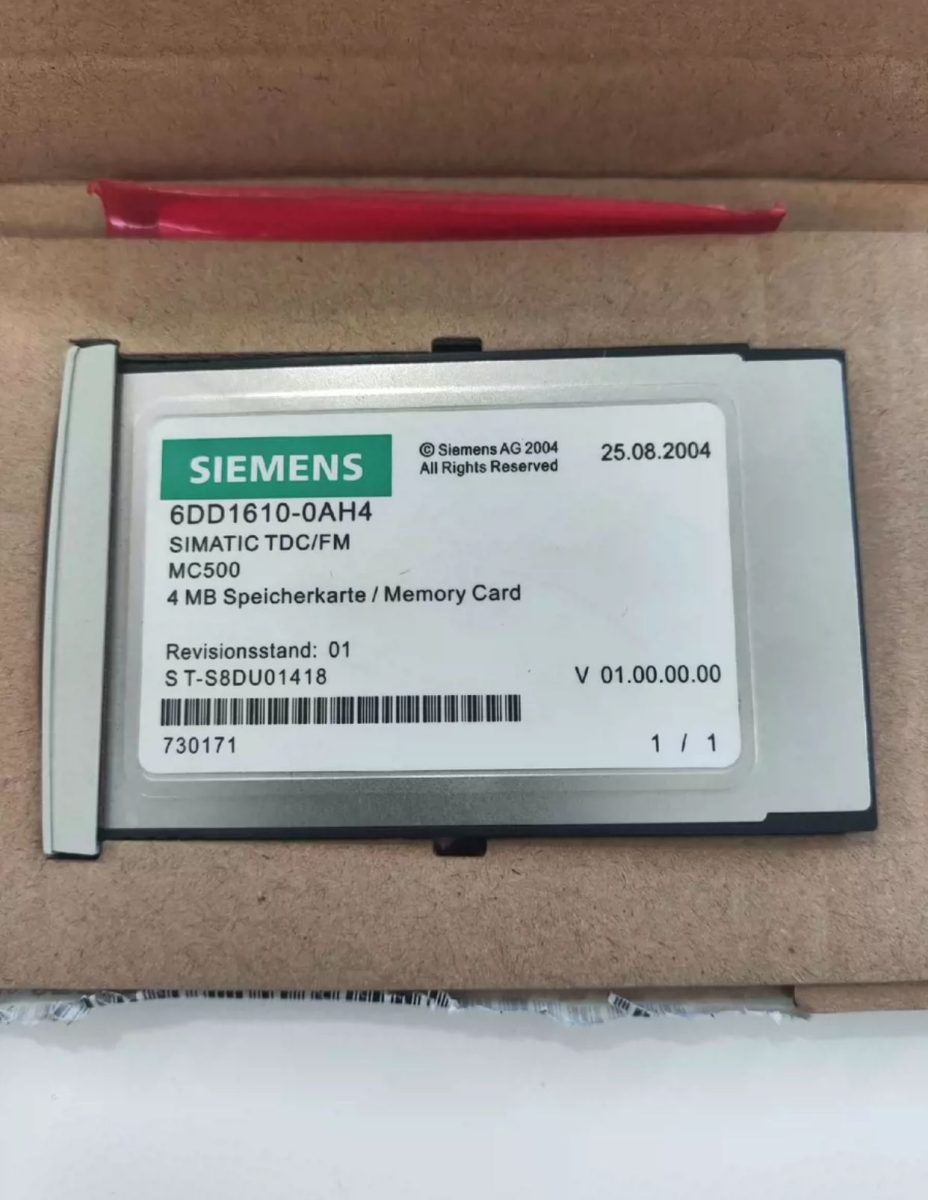 SIEMENS
© Siemens AG 2004
All Rights Reserved
25.08.2004
6DD1610-0AH4
SIMATIC TDC/FM
MC500
4 MB Speicherkarte / Memory Card
Revisionsstand: 01
S T-S8DU01418
V 01.00.00.00
730171
1 / 1